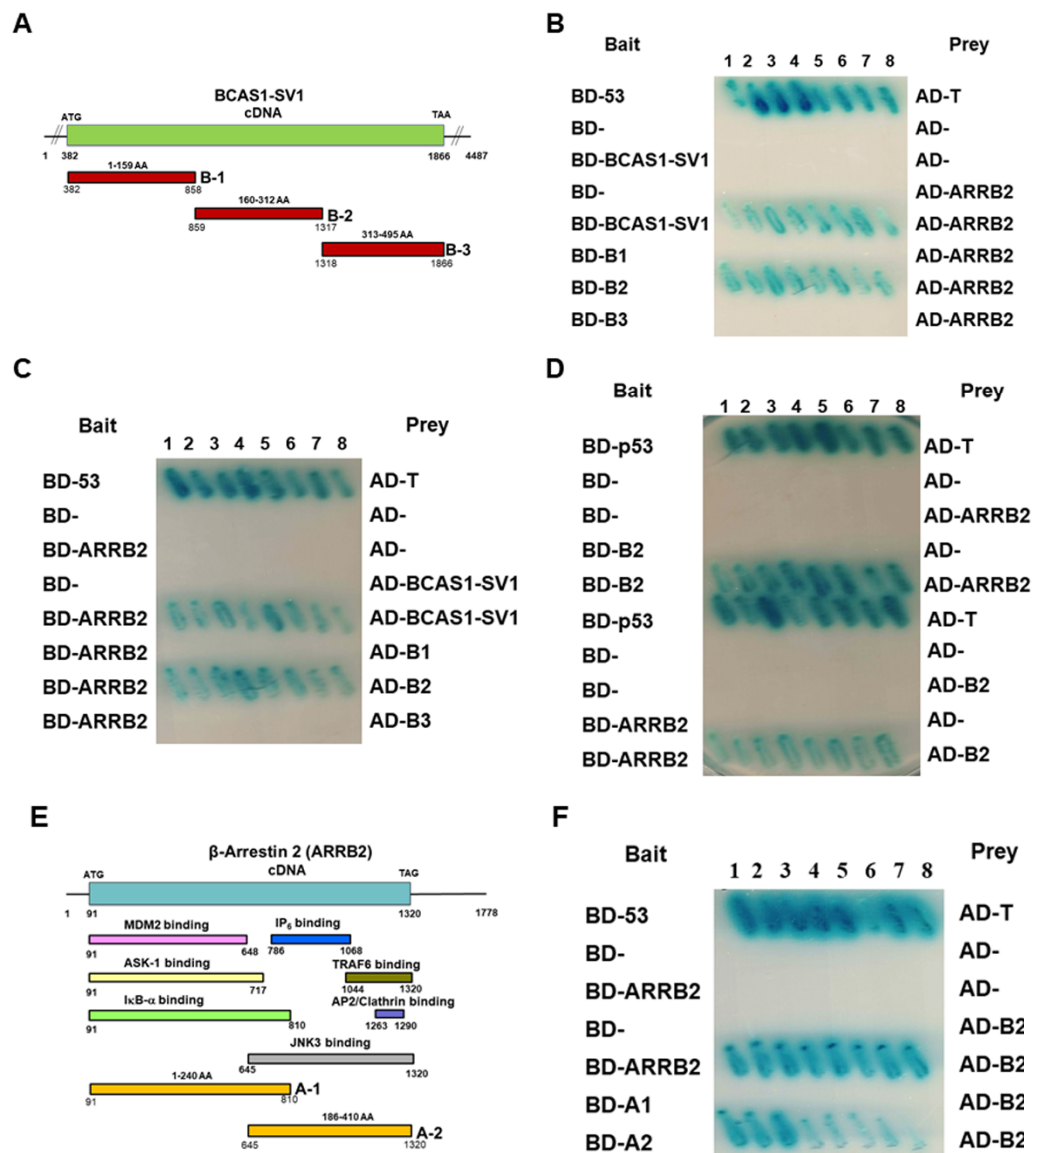 A
BCAS1-SV1
cDNA
ATG
TAA
1
382
1866
4487
1-159 AA
B-1
382
858
160-312 AA
B-2
859
1317
313-495 AA
B-3
1318
1866
B
Bait
Prey
1 2 3 4 5 6 7 8
BD-53 AD-T
BD- AD-
BD-BCAS1-SV1 AD-
BD- AD-ARRB2
BD-BCAS1-SV1 AD-ARRB2
BD-B1 AD-ARRB2
BD-B2 AD-ARRB2
BD-B3 AD-ARRB2
C
Bait
Prey
1 2 3 4 5 6 7 8
BD-53 AD-T
BD- AD-
BD-ARRB2 AD-
BD- AD-BCAS1-SV1
BD-ARRB2 AD-BCAS1-SV1
BD-ARRB2 AD-B1
BD-ARRB2 AD-B2
BD-ARRB2 AD-B3
D
Bait
Prey
1 2 3 4 5 6 7 8
BD-p53 AD-T
BD- AD-
BD- AD-ARRB2
BD-B2 AD-
BD-B2 AD-ARRB2
BD-p53 AD-T
BD- AD-
BD- AD-B2
BD-ARRB2 AD-
BD-ARRB2 AD-B2
E
β-Arrestin 2 (ARRB2)
cDNA
ATG
TAG
1
91
1320
1778
MDM2 binding
91
648
IP6 binding
786
1068
ASK-1 binding
91
717
TRAF6 binding
1044
1320
IκB-α binding
91
810
AP2/Clathrin binding
1263
1290
JNK3 binding
645
1320
1-240 AA
A-1
91
810
186-410 AA
A-2
645
1320
F
Bait
Prey
1 2 3 4 5 6 7 8
BD-53 AD-T
BD- AD-
BD-ARRB2 AD-
BD- AD-B2
BD-ARRB2 AD-B2
BD-A1 AD-B2
BD-A2 AD-B2